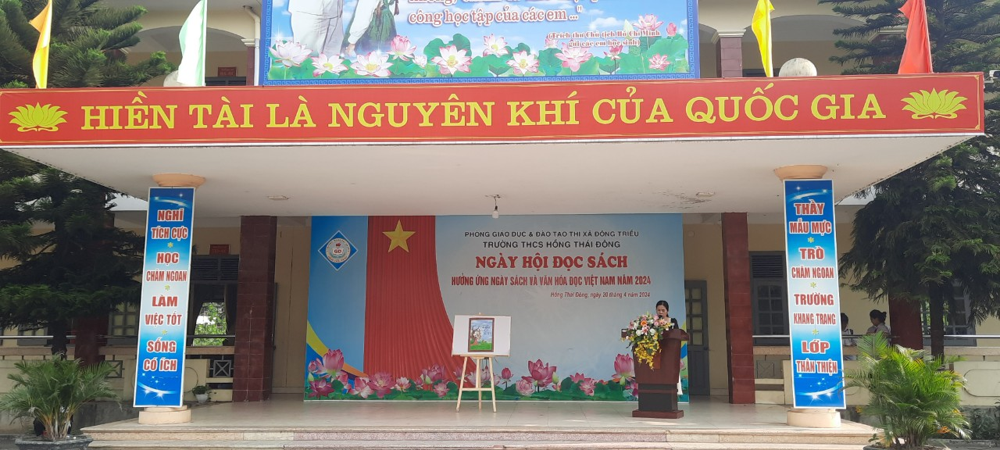 công học tập của các em ..."
(Trích thư Chủ tịch Hồ Chí Minh
gửi các em học sinh)
HIỀN TÀI LÀ NGUYÊN KHÍ CỦA QUỐC GIA
NGHĨ
TÍCH CỰC
HỌC
CHĂM NGOAN
LÀM
VIỆC TỐT
SỐNG
CÓ ÍCH
PHÒNG GIÁO DỤC & ĐÀO TẠO THỊ XÃ ĐÔNG TRIỀU
TRƯỜNG THCS HỒNG THÁI ĐÔNG
NGÀY HỘI ĐỌC SÁCH
HƯỞNG ỨNG NGÀY SÁCH VÀ VĂN HÓA ĐỌC VIỆT NAM NĂM 2024
Hồng Thái Đông, ngày 20 tháng 4 năm 2024
THẦY
MẪU MỰC
TRÒ
CHĂM NGOAN
TRƯỜNG
KHANG TRANG
LỚP
THÂN THIỆN